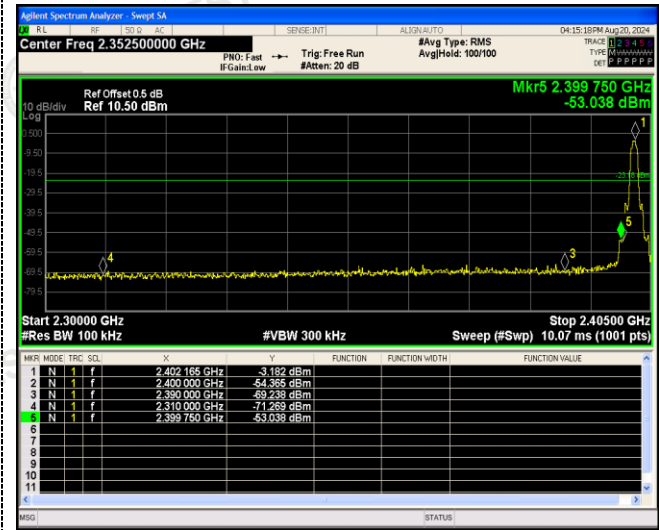 Agilent Spectrum Analyzer - Swept SA
RL RF 50 Ω AC SENSE:INT ALIGNAUTO 04:15:18PM Aug 20, 2024
Center Freq 2.352500000 GHz
PNO: Fast
IFGain:Low
Trig: Free Run
#Atten: 20 dB
#Avg Type: RMS
Avg|Hold: 100/100
TRACE 1 2 3 4 5 6
TYPE M
DET P P P P P P
Mkr5 2.399 750 GHz
-53.038 dBm
Ref Offset 0.5 dB
10 dB/div Ref 10.50 dBm
Log
0.500
-9.50
-19.5
-29.5
-39.5
-49.5
-59.5
-69.5
-79.5
1
5
4
3
Start 2.30000 GHz Stop 2.40500 GHz
#Res BW 100 kHz #VBW 300 kHz Sweep (#Swp) 10.07 ms (1001 pts)
MKR MODE TRC SCL X Y FUNCTION FUNCTION WIDTH FUNCTION VALUE
1 N 1 f 2.402 165 GHz -3.182 dBm
2 N 1 f 2.400 000 GHz -54.365 dBm
3 N 1 f 2.390 000 GHz -69.238 dBm
4 N 1 f 2.310 000 GHz -71.269 dBm
5 N 1 f 2.399 750 GHz -53.038 dBm
6
7
8
9
10
11
MSG STATUS